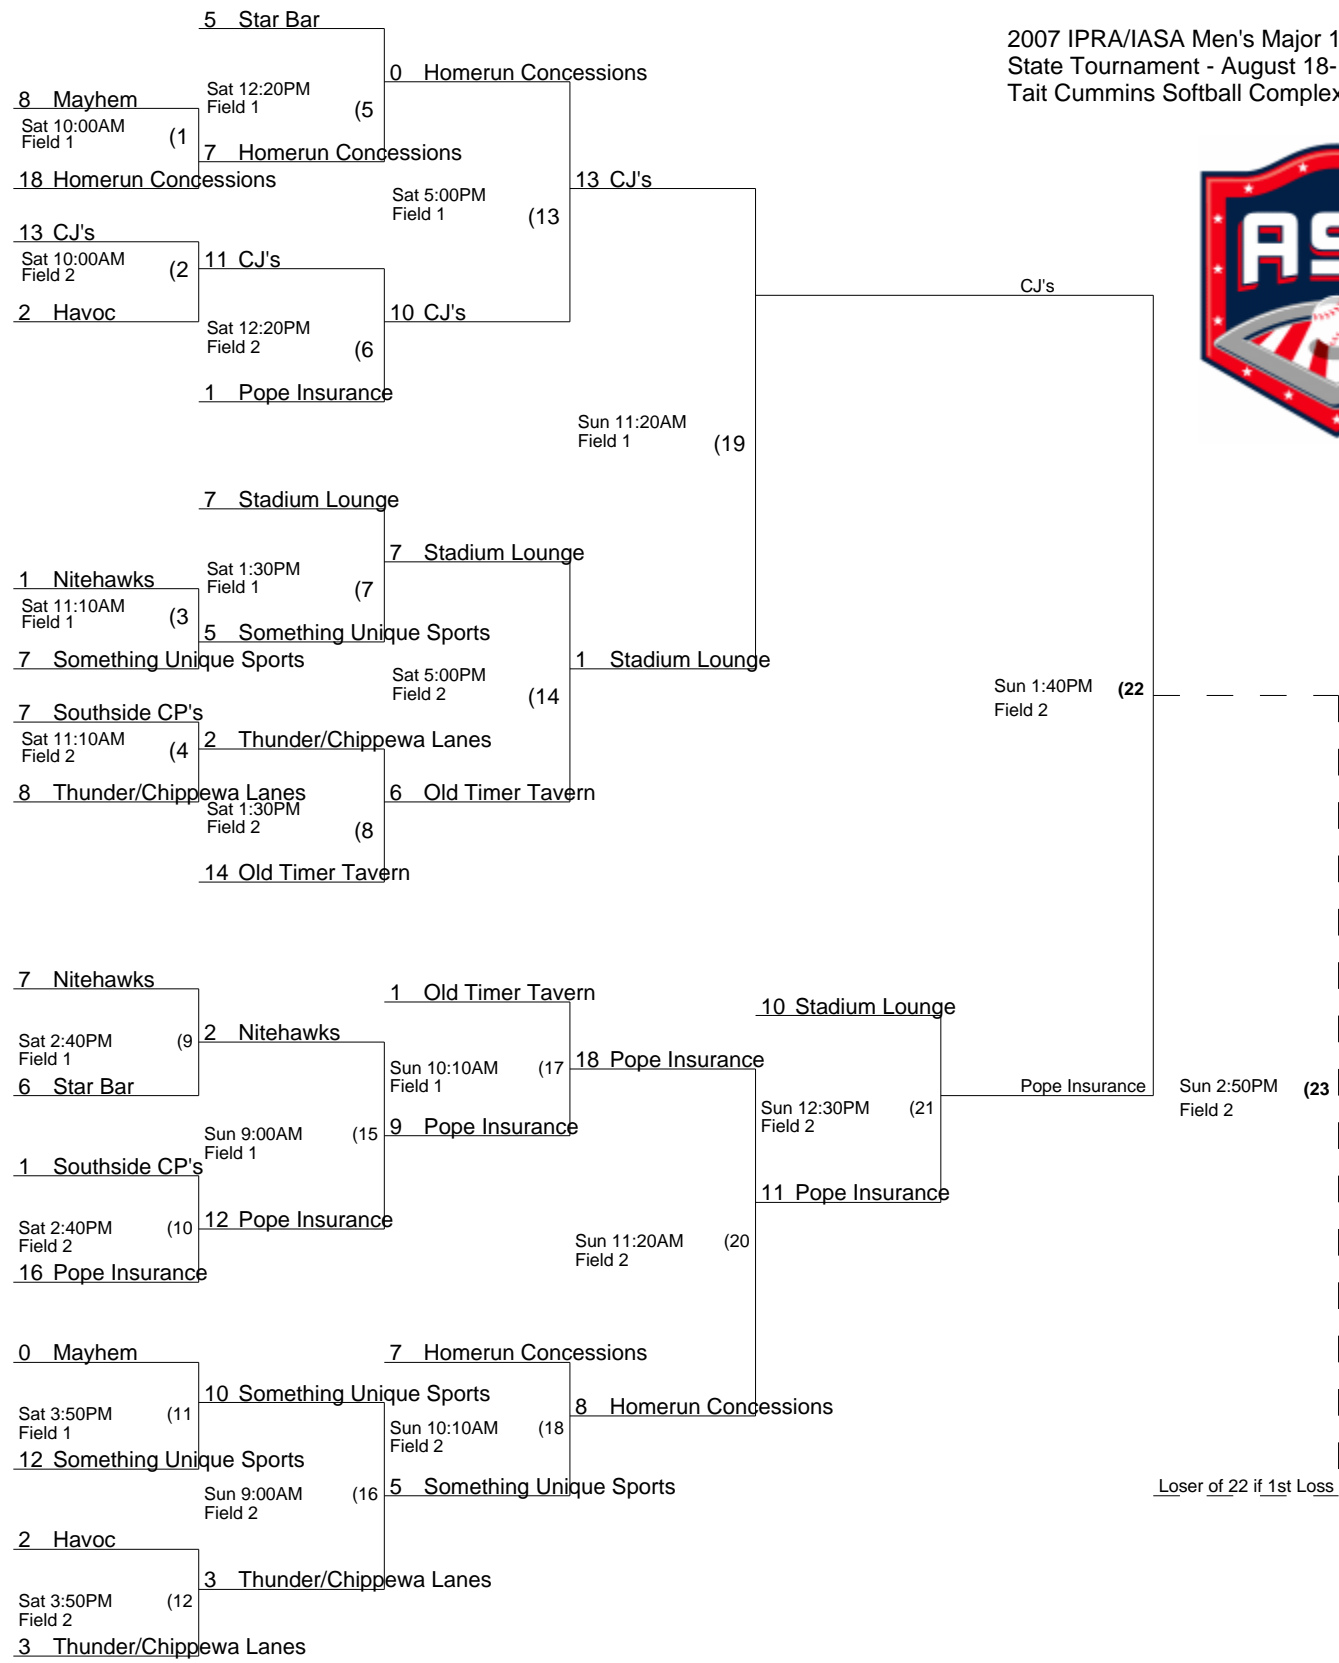 5 Star Bar
2007 IPRA/IASA Men's Major 1
State Tournament - August 18-
Tait Cummins Softball Complex
0 Homerun Concessions
Sat 12:20PM
Field 1
(5
8 Mayhem
Sat 10:00AM
Field 1
(1
7 Homerun Concessions
18 Homerun Concessions
13 CJ's
Sat 5:00PM
Field 1
(13
13 CJ's
Sat 10:00AM
Field 2
(2
11 CJ's
2 Havoc
10 CJ's
Sat 12:20PM
Field 2
(6
1 Pope Insurance
CJ's
Sun 11:20AM
Field 1
(19
7 Stadium Lounge
7 Stadium Lounge
Sat 1:30PM
Field 1
(7
1 Nitehawks
Sat 11:10AM
Field 1
(3
5 Something Unique Sports
7 Something Unique Sports
1 Stadium Lounge
Sat 5:00PM
Field 2
(14
Sun 1:40PM
Field 2
(22
7 Southside CP's
Sat 11:10AM
Field 2
(4
2 Thunder/Chippewa Lanes
8 Thunder/Chippewa Lanes
6 Old Timer Tavern
Sat 1:30PM
Field 2
(8
14 Old Timer Tavern
7 Nitehawks
1 Old Timer Tavern
10 Stadium Lounge
Sat 2:40PM
Field 1
(9
2 Nitehawks
6 Star Bar
Sun 10:10AM
Field 1
(17
18 Pope Insurance
Pope Insurance
Sun 2:50PM
Field 2
(23
Sun 12:30PM
Field 2
(21
Sun 9:00AM
Field 1
(15
9 Pope Insurance
1 Southside CP's
11 Pope Insurance
Sat 2:40PM
Field 2
(10
12 Pope Insurance
Sun 11:20AM
Field 2
(20
16 Pope Insurance
0 Mayhem
7 Homerun Concessions
10 Something Unique Sports
8 Homerun Concessions
Sat 3:50PM
Field 1
(11
Sun 10:10AM
Field 2
(18
12 Something Unique Sports
Sun 9:00AM
Field 2
(16
5 Something Unique Sports
Loser of 22 if 1st Loss
2 Havoc
3 Thunder/Chippewa Lanes
Sat 3:50PM
Field 2
(12
3 Thunder/Chippewa Lanes